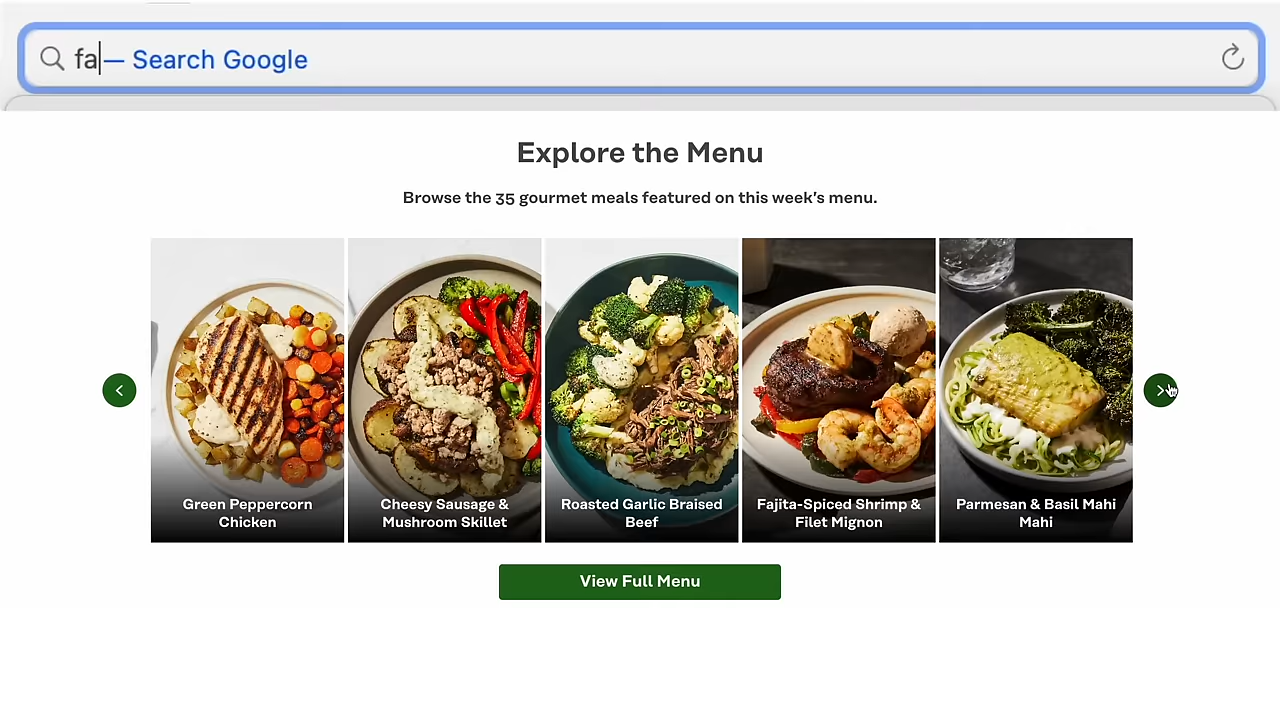 fa — Search Google
Explore the Menu
Browse the 35 gourmet meals featured on this week's menu.
Green Peppercorn
Chicken
Cheesy Sausage &
Mushroom Skillet
Roasted Garlic Braised
Beef
Fajita-Spiced Shrimp &
Filet Mignon
Parmesan & Basil Mahi
Mahi
View Full Menu